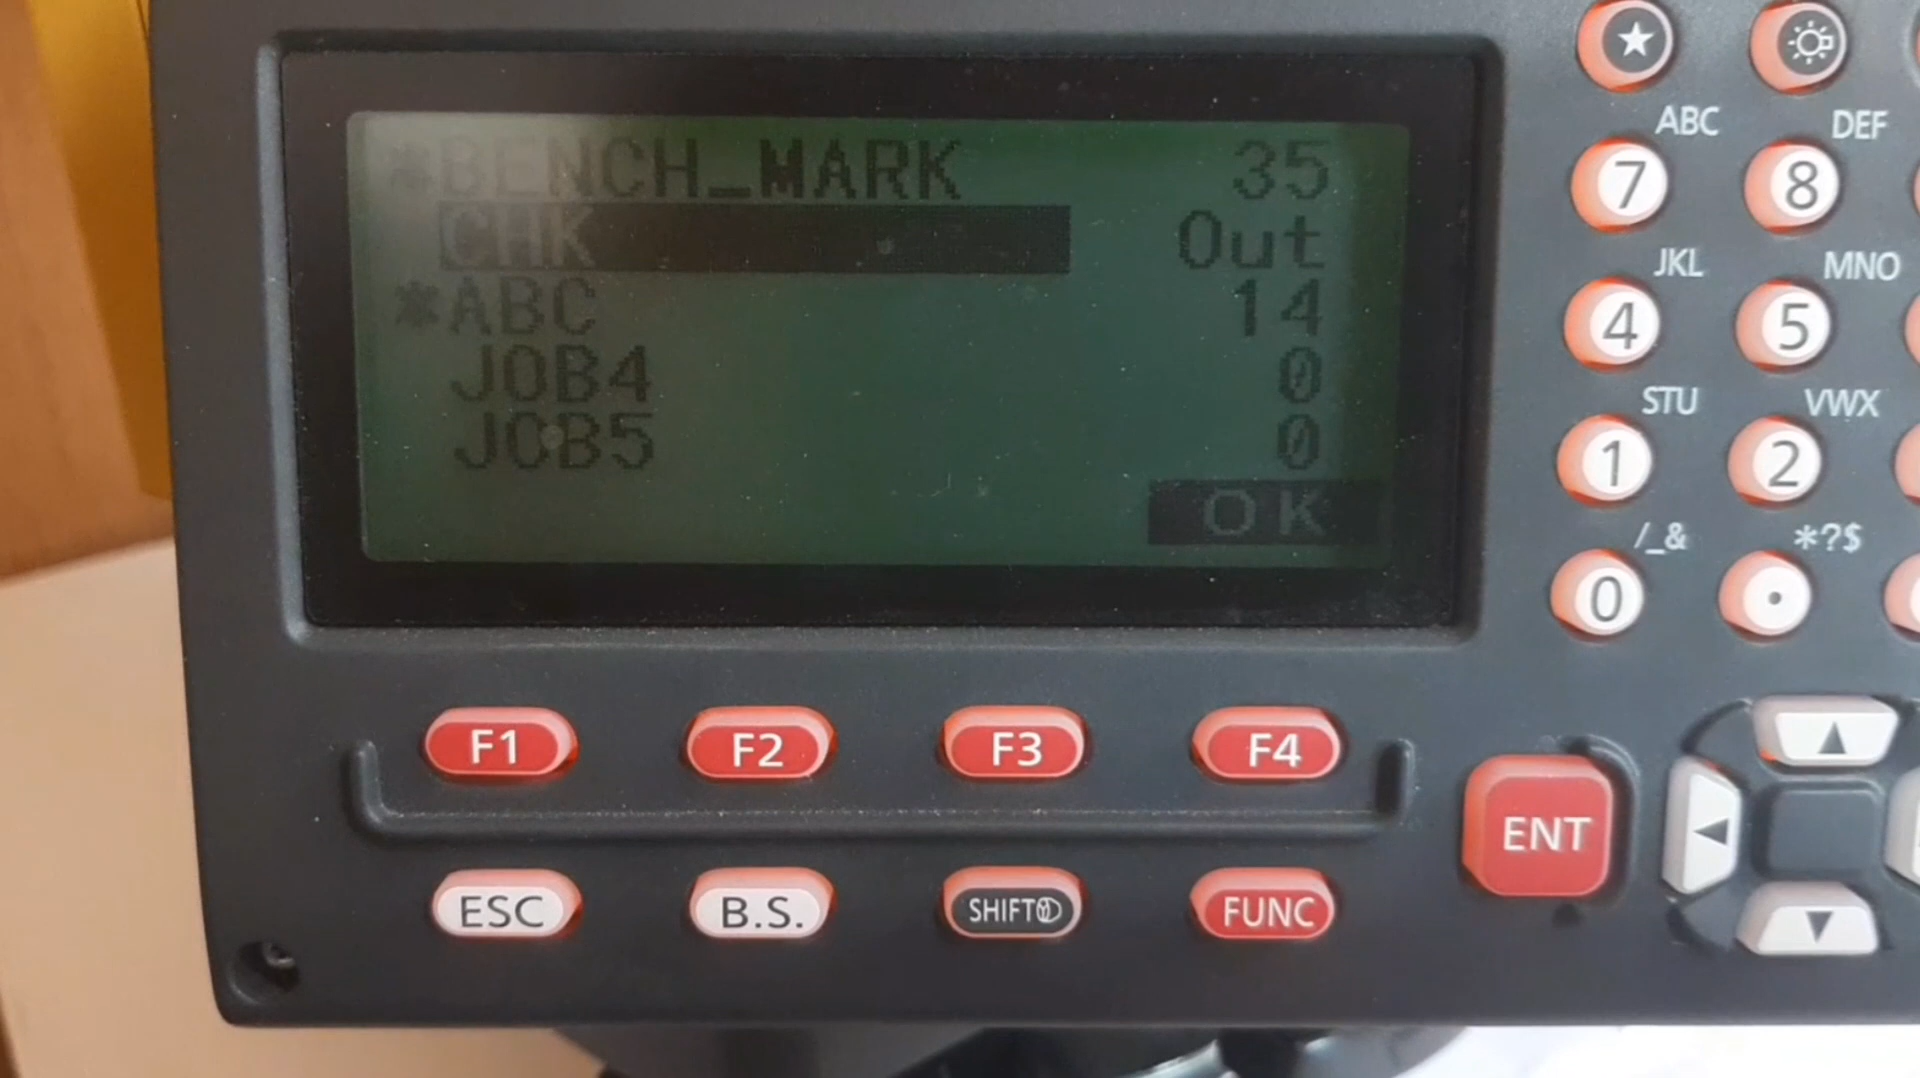 *BENCH_MARK 35
CHK Out
*ABC 14
JOB4 0
JOB5 0
OK
ABC DEF
7 8
JKL MNO
4 5
STU VWX
1 2
/_& *?$
0 .
F1 F2 F3 F4
ENT
ESC B.S. SHIFT FUNC